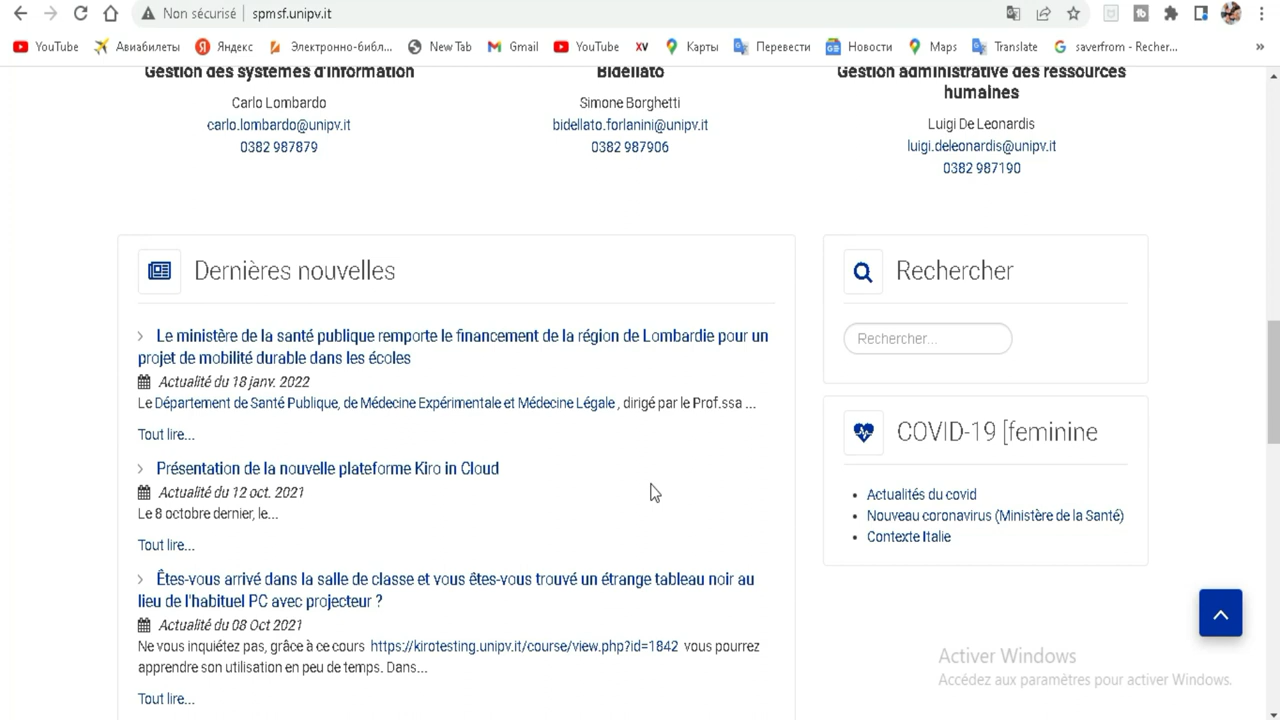 Non sécurisé
spmsf.unipv.it
YouTube
Авиабилеты
Яндекс
Электронно-библ...
New Tab
Gmail
YouTube
XV
Карты
Перевести
Новости
Maps
Translate
saverfrom - Recher...
»
Gestion des systèmes d'information
Carlo Lombardo
carlo.lombardo@unipv.it
0382 987879
Bidellato
Simone Borghetti
bidellato.forlanini@unipv.it
0382 987906
Gestion administrative des ressources
humaines
Luigi De Leonardis
luigi.deleonardis@unipv.it
0382 987190
Dernières nouvelles
Le ministère de la santé publique remporte le financement de la région de Lombardie pour un
projet de mobilité durable dans les écoles
Actualité du 18 janv. 2022
Le Département de Santé Publique, de Médecine Expérimentale et Médecine Légale , dirigé par le Prof.ssa ...
Tout lire...
Présentation de la nouvelle plateforme Kiro in Cloud
Actualité du 12 oct. 2021
Le 8 octobre dernier, le...
Tout lire...
Êtes-vous arrivé dans la salle de classe et vous êtes-vous trouvé un étrange tableau noir au
lieu de l'habituel PC avec projecteur ?
Actualité du 08 Oct 2021
Ne vous inquiétez pas, grâce à ce cours https://kirotesting.unipv.it/course/view.php?id=1842 vous pourrez
apprendre son utilisation en peu de temps. Dans...
Tout lire...
Rechercher
Rechercher...
COVID-19 [feminine
Actualités du covid
Nouveau coronavirus (Ministère de la Santé)
Contexte Italie
Activer Windows
Accédez aux paramètres pour activer Windows.